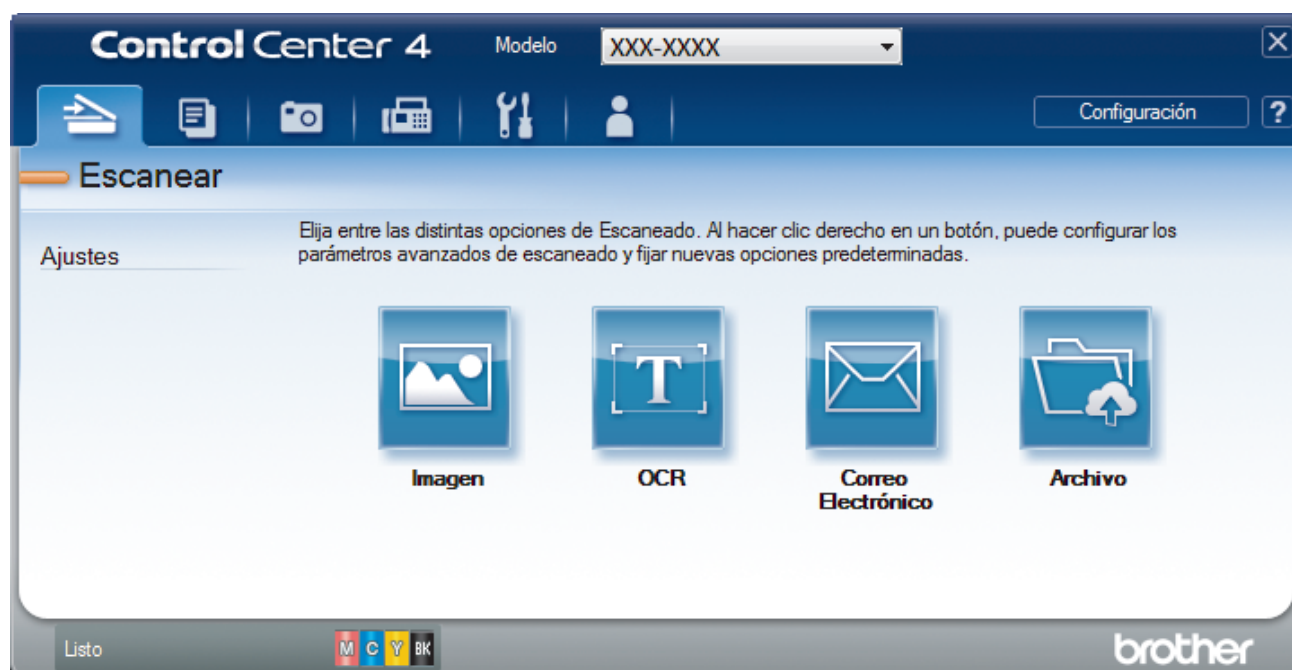 Control Center 4
Modelo
XXX-XXXX
Configuración
?
Escanear
Ajustes
Elija entre las distintas opciones de Escaneado. Al hacer clic derecho en un botón, puede configurar los
parámetros avanzados de escaneado y fijar nuevas opciones predeterminadas.
T
Imagen
OCR
Correo
Electrónico
Archivo
Listo
M C Y BK
brother